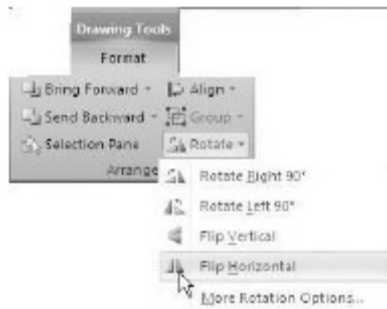 Drawing Tools
Format
Bring Forward Align
Send Backward Group
Selection Pane Rotate
Arrange
Rotate Right 90°
Rotate Left 90°
Flip Vertical
Flip Horizontal
More Rotation Options...